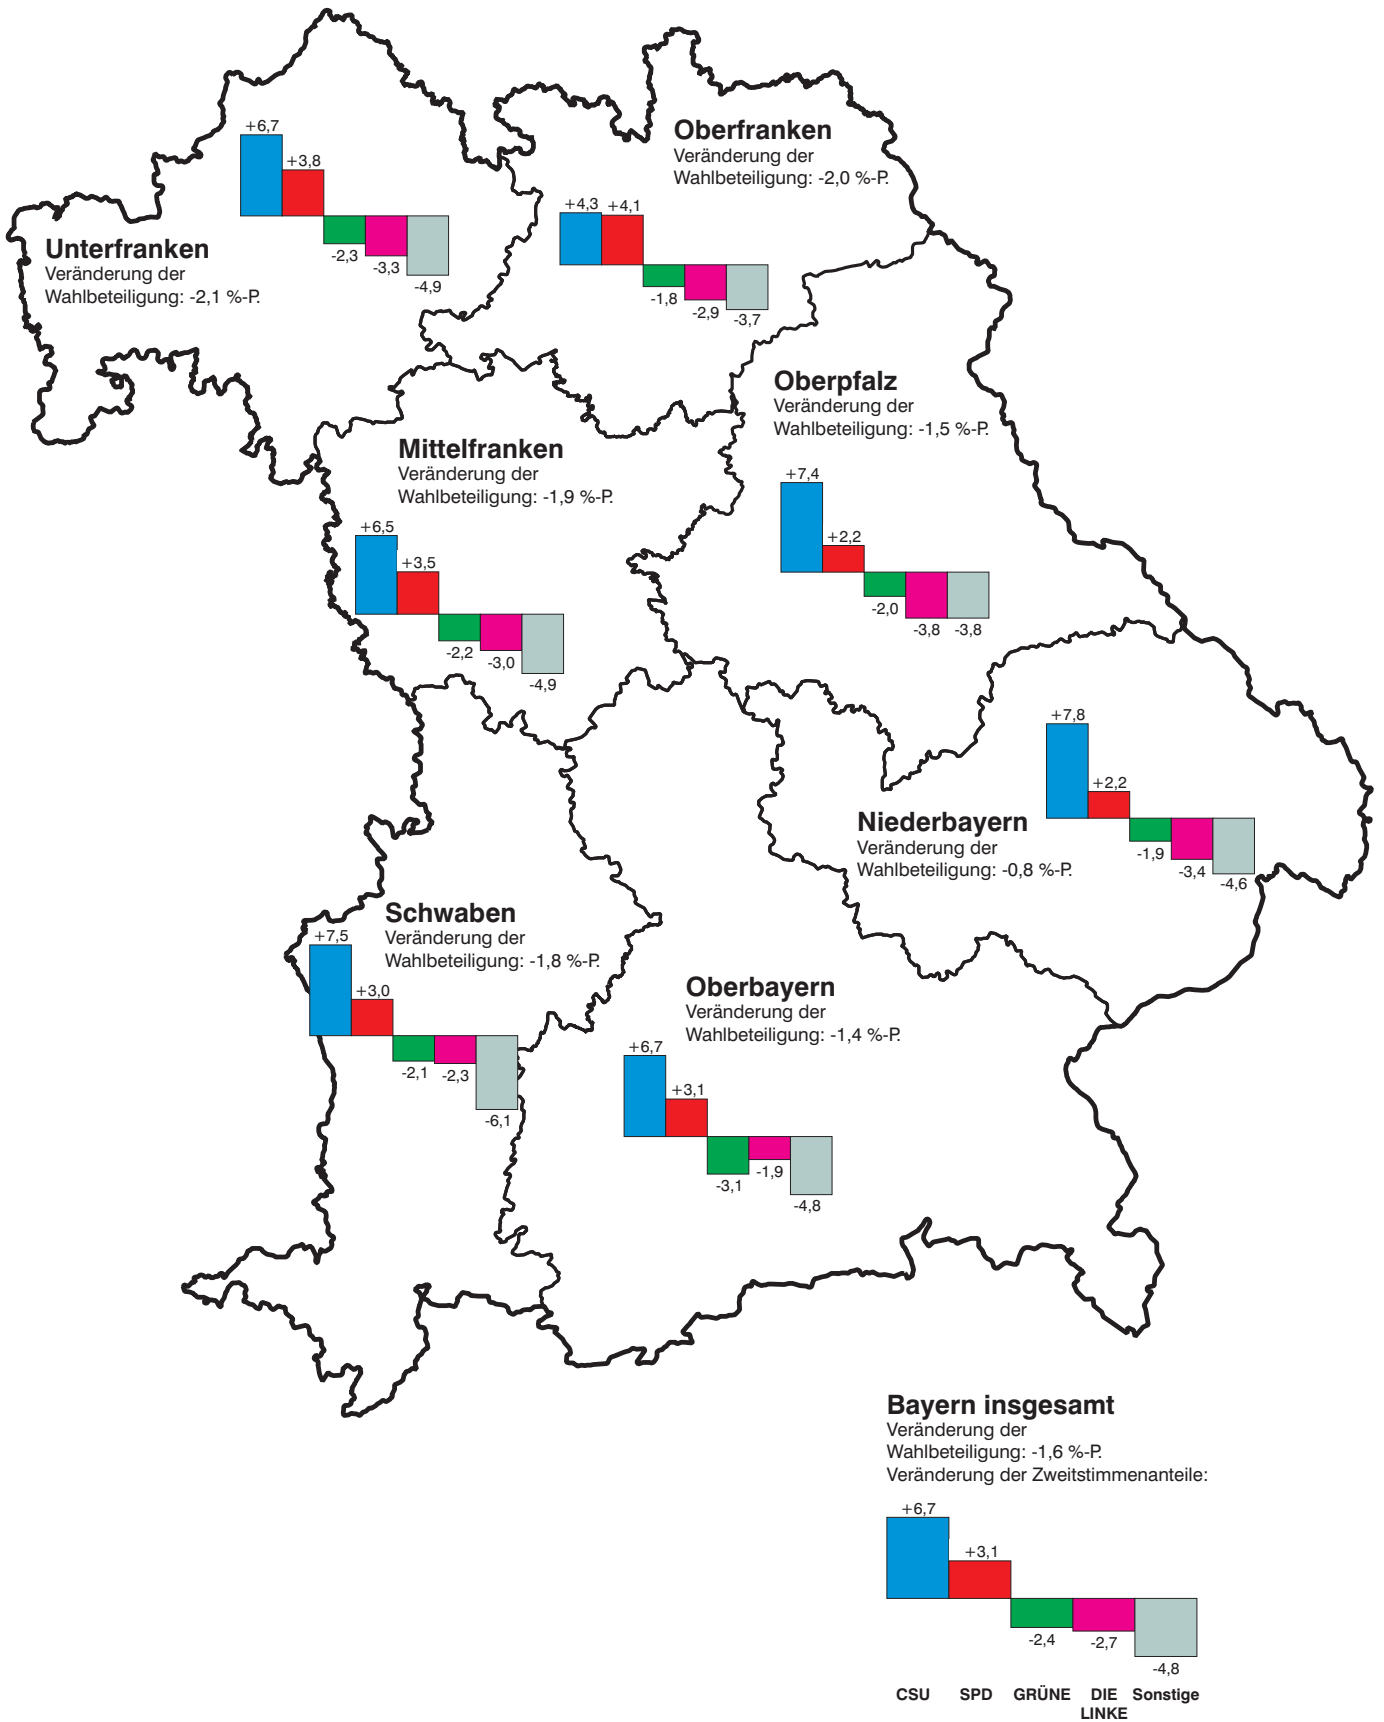 +6,7
+3,8
-2,3
-3,3
-4,9
Unterfranken
Veränderung der
Wahlbeteiligung: -2,1 %-P.
Oberfranken
Veränderung der
Wahlbeteiligung: -2,0 %-P.
+4,3
+4,1
-1,8
-2,9
-3,7
Mittelfranken
Veränderung der
Wahlbeteiligung: -1,9 %-P.
+6,5
+3,5
-2,2
-3,0
-4,9
Oberpfalz
Veränderung der
Wahlbeteiligung: -1,5 %-P.
+7,4
+2,2
-2,0
-3,8
-3,8
Niederbayern
Veränderung der
Wahlbeteiligung: -0,8 %-P.
+7,8
+2,2
-1,9
-3,4
-4,6
Schwaben
Veränderung der
Wahlbeteiligung: -1,8 %-P.
+7,5
+3,0
-2,1
-2,3
-6,1
Oberbayern
Veränderung der
Wahlbeteiligung: -1,4 %-P.
+6,7
+3,1
-3,1
-1,9
-4,8
Bayern insgesamt
Veränderung der
Wahlbeteiligung: -1,6 %-P.
Veränderung der Zweitstimmenanteile:
+6,7
+3,1
-2,4
-2,7
-4,8
CSU SPD GRÜNE DIE Sonstige
LINKE